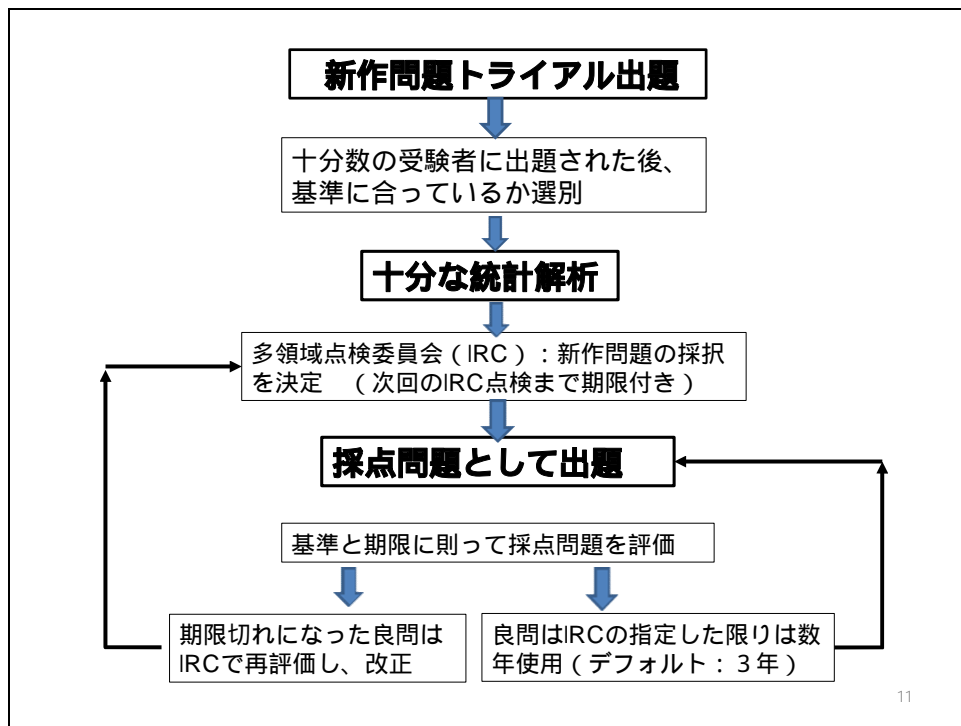 新作問題トライアル出題
十分数の受験者に出題された後、
基準に合っているか選別
十分な統計解析
多領域点検委員会（IRC）：新作問題の採択
を決定　（次回のIRC点検まで期限付き）
採点問題として出題
基準と期限に則って採点問題を評価
期限切れになった良問は
IRCで再評価し、改正
良問はIRCの指定した限りは数
年使用（デフォルト：３年）
11